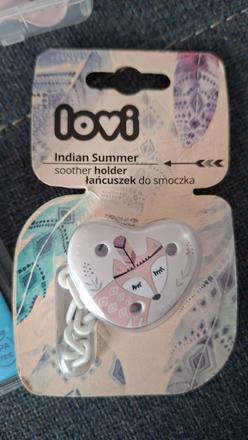 lovi
Indian Summer
soother holder
łańcuszek do smoczka